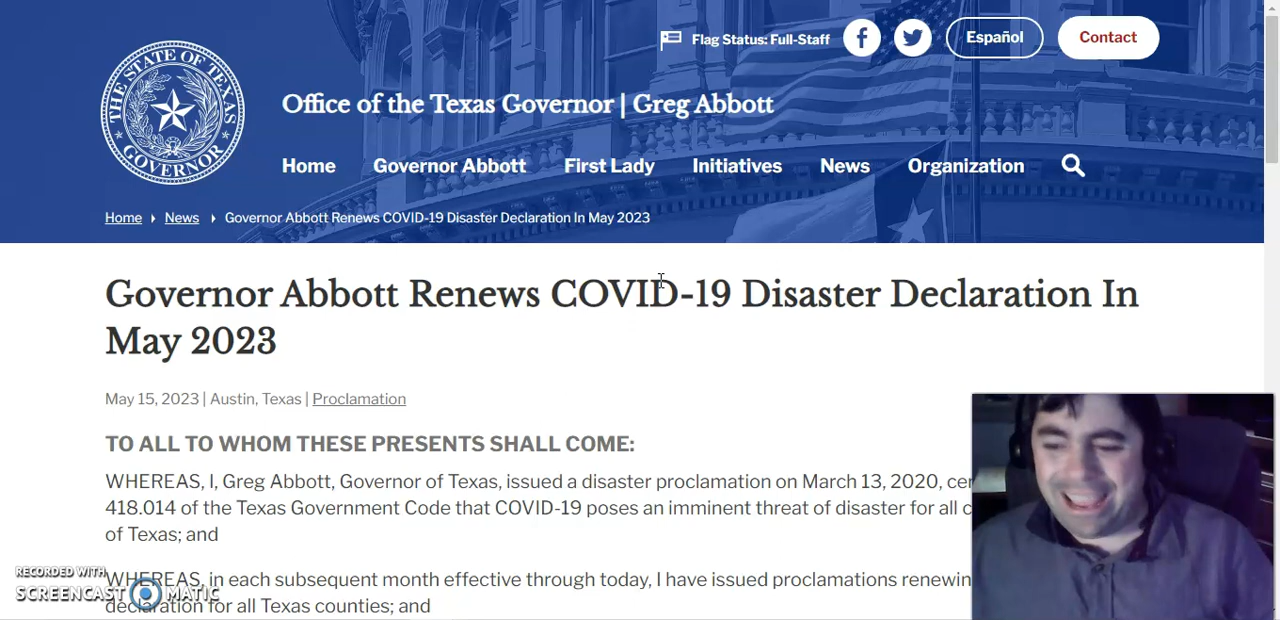 Flag Status: Full-Staff
Español
Contact
THE STATE OF TEXAS
GOVERNOR
Office of the Texas Governor | Greg Abbott
Home
Governor Abbott
First Lady
Initiatives
News
Organization
Home
News
Governor Abbott Renews COVID-19 Disaster Declaration In May 2023
Governor Abbott Renews COVID-19 Disaster Declaration In
May 2023
May 15, 2023 | Austin, Texas | Proclamation
TO ALL TO WHOM THESE PRESENTS SHALL COME:
WHEREAS, I, Greg Abbott, Governor of Texas, issued a disaster proclamation on March 13, 2020, cer
418.014 of the Texas Government Code that COVID-19 poses an imminent threat of disaster for all c
of Texas; and
WHEREAS, in each subsequent month effective through today, I have issued proclamations renewin
declaration for all Texas counties; and
RECORDED WITH
SCREENCAST MATIC